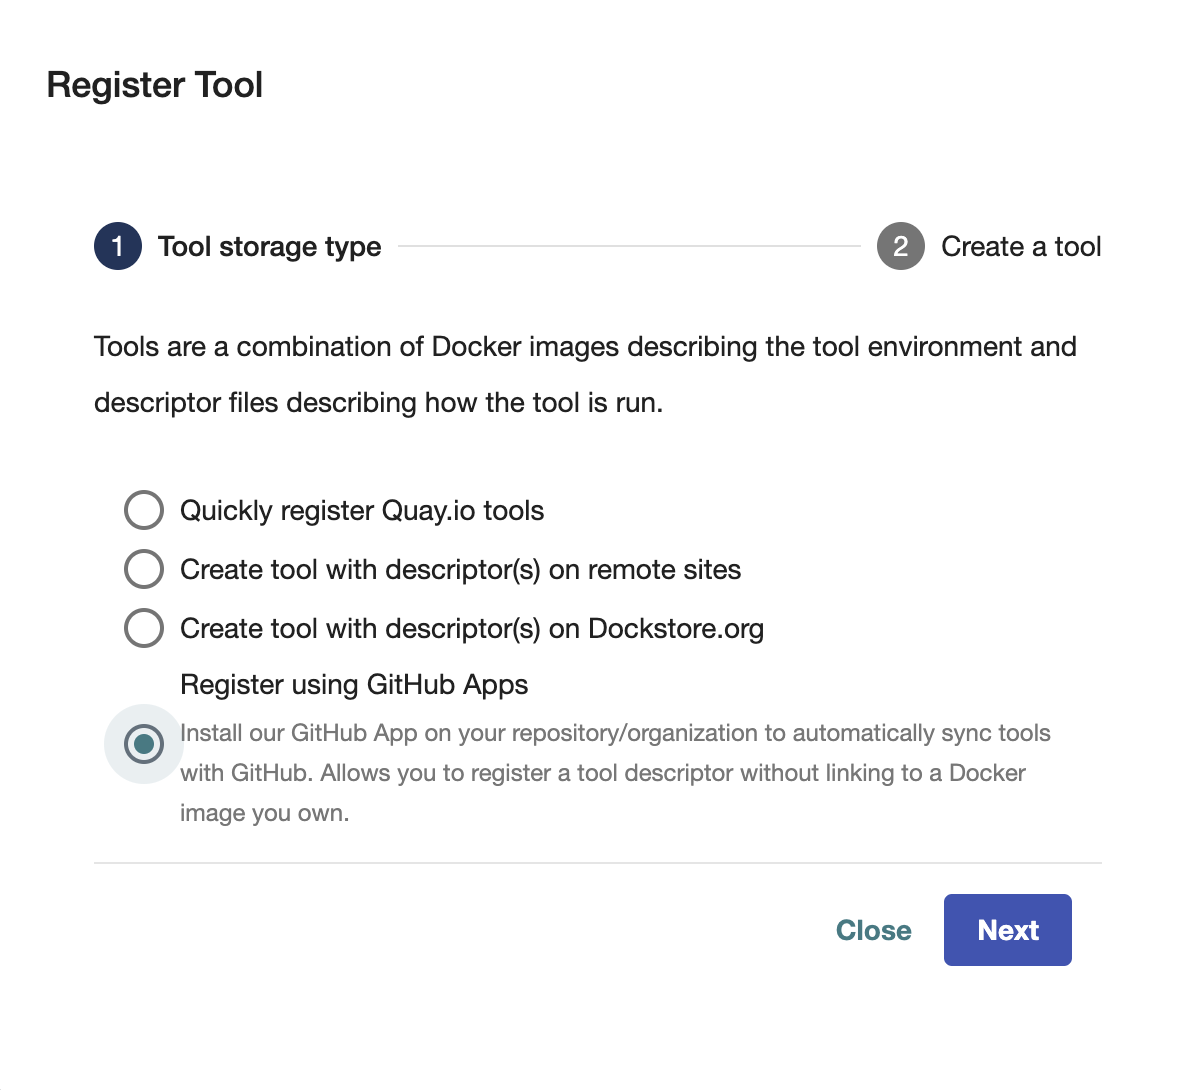 Register Tool
1 Tool storage type 2 Create a tool
Tools are a combination of Docker images describing the tool environment and
descriptor files describing how the tool is run.
Quickly register Quay.io tools
Create tool with descriptor(s) on remote sites
Create tool with descriptor(s) on Dockstore.org
Register using GitHub Apps
Install our GitHub App on your repository/organization to automatically sync tools
with GitHub. Allows you to register a tool descriptor without linking to a Docker
image you own.
Close Next